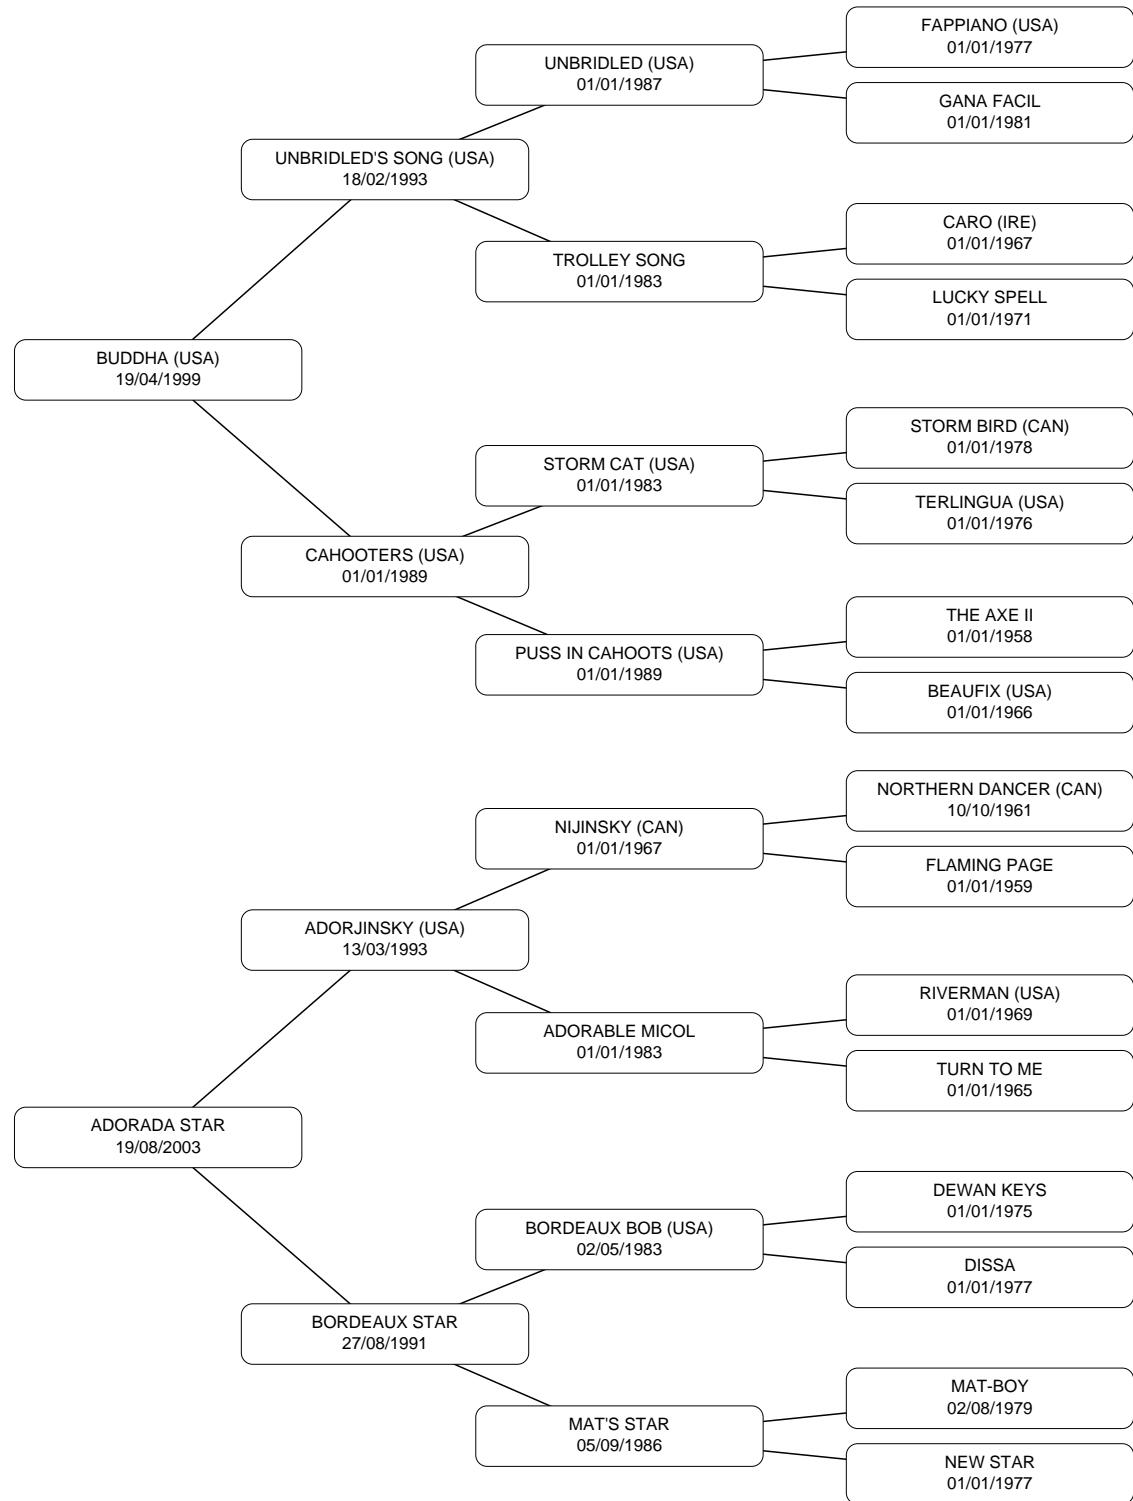 FAPPIANO (USA)
01/01/1977
UNBRIDLED (USA)
01/01/1987
GANA FACIL
01/01/1981
UNBRIDLED'S SONG (USA)
18/02/1993
CARO (IRE)
01/01/1967
TROLLEY SONG
01/01/1983
LUCKY SPELL
01/01/1971
BUDDHA (USA)
19/04/1999
STORM BIRD (CAN)
01/01/1978
STORM CAT (USA)
01/01/1983
TERLINGUA (USA)
01/01/1976
CAHOOTERS (USA)
01/01/1989
THE AXE II
01/01/1958
PUSS IN CAHOOTS (USA)
01/01/1989
BEAUFIX (USA)
01/01/1966
NORTHERN DANCER (CAN)
10/10/1961
NIJINSKY (CAN)
01/01/1967
FLAMING PAGE
01/01/1959
ADORJINSKY (USA)
13/03/1993
RIVERMAN (USA)
01/01/1969
ADORABLE MICOL
01/01/1983
TURN TO ME
01/01/1965
ADORADA STAR
19/08/2003
DEWAN KEYS
01/01/1975
BORDEAUX BOB (USA)
02/05/1983
DISSA
01/01/1977
BORDEAUX STAR
27/08/1991
MAT-BOY
02/08/1979
MAT'S STAR
05/09/1986
NEW STAR
01/01/1977